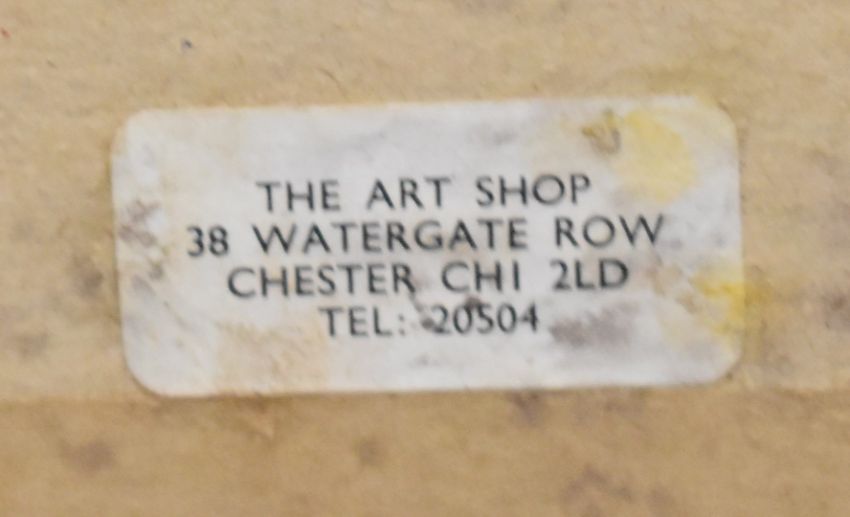 THE ART SHOP
38 WATERGATE ROW
CHESTER CH1 2LD
TEL: 20504